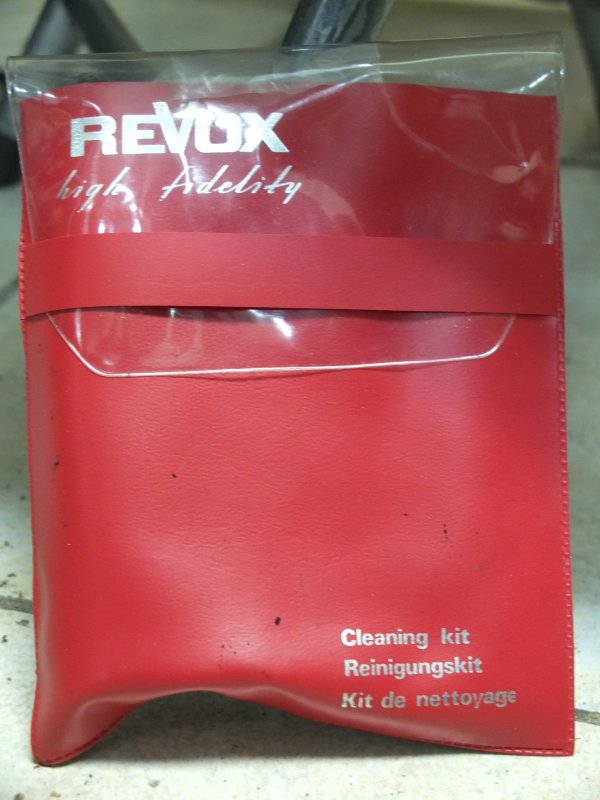 REVOX
high fidelity
Cleaning kit
Reinigungskit
Kit de nettoyage